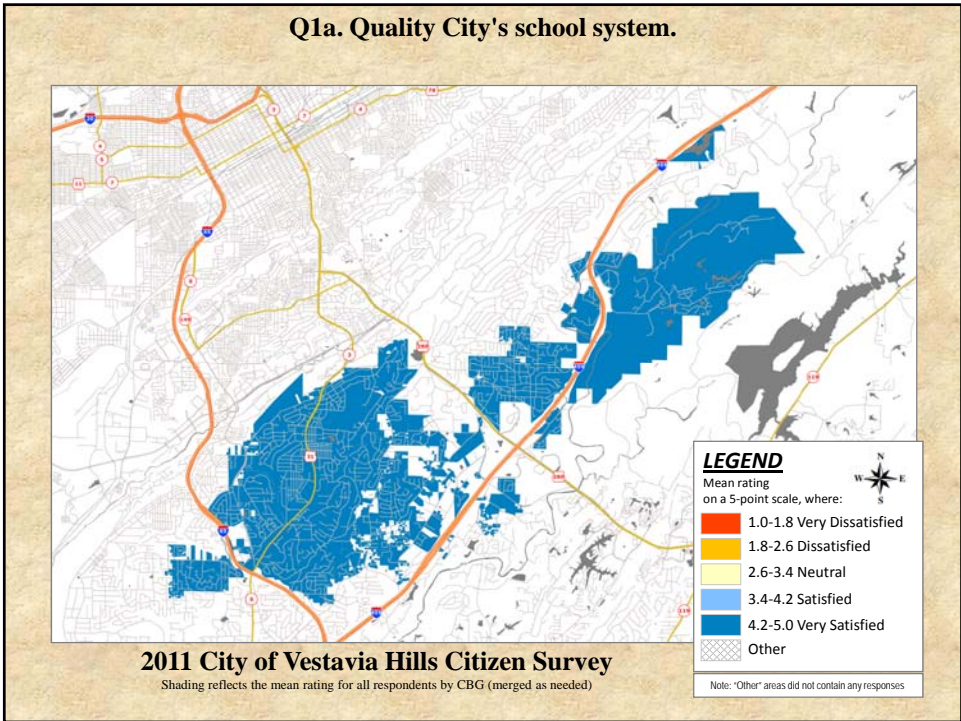 Q1a. Quality City's school system.
LEGEND
Mean rating
on a 5-point scale, where:
N
W
E
S
1.0-1.8 Very Dissatisfied
1.8-2.6 Dissatisfied
2.6-3.4 Neutral
3.4-4.2 Satisfied
4.2-5.0 Very Satisfied
Other
Note: "Other" areas did not contain any responses
2011 City of Vestavia Hills Citizen Survey
Shading reflects the mean rating for all respondents by CBG (merged as needed)